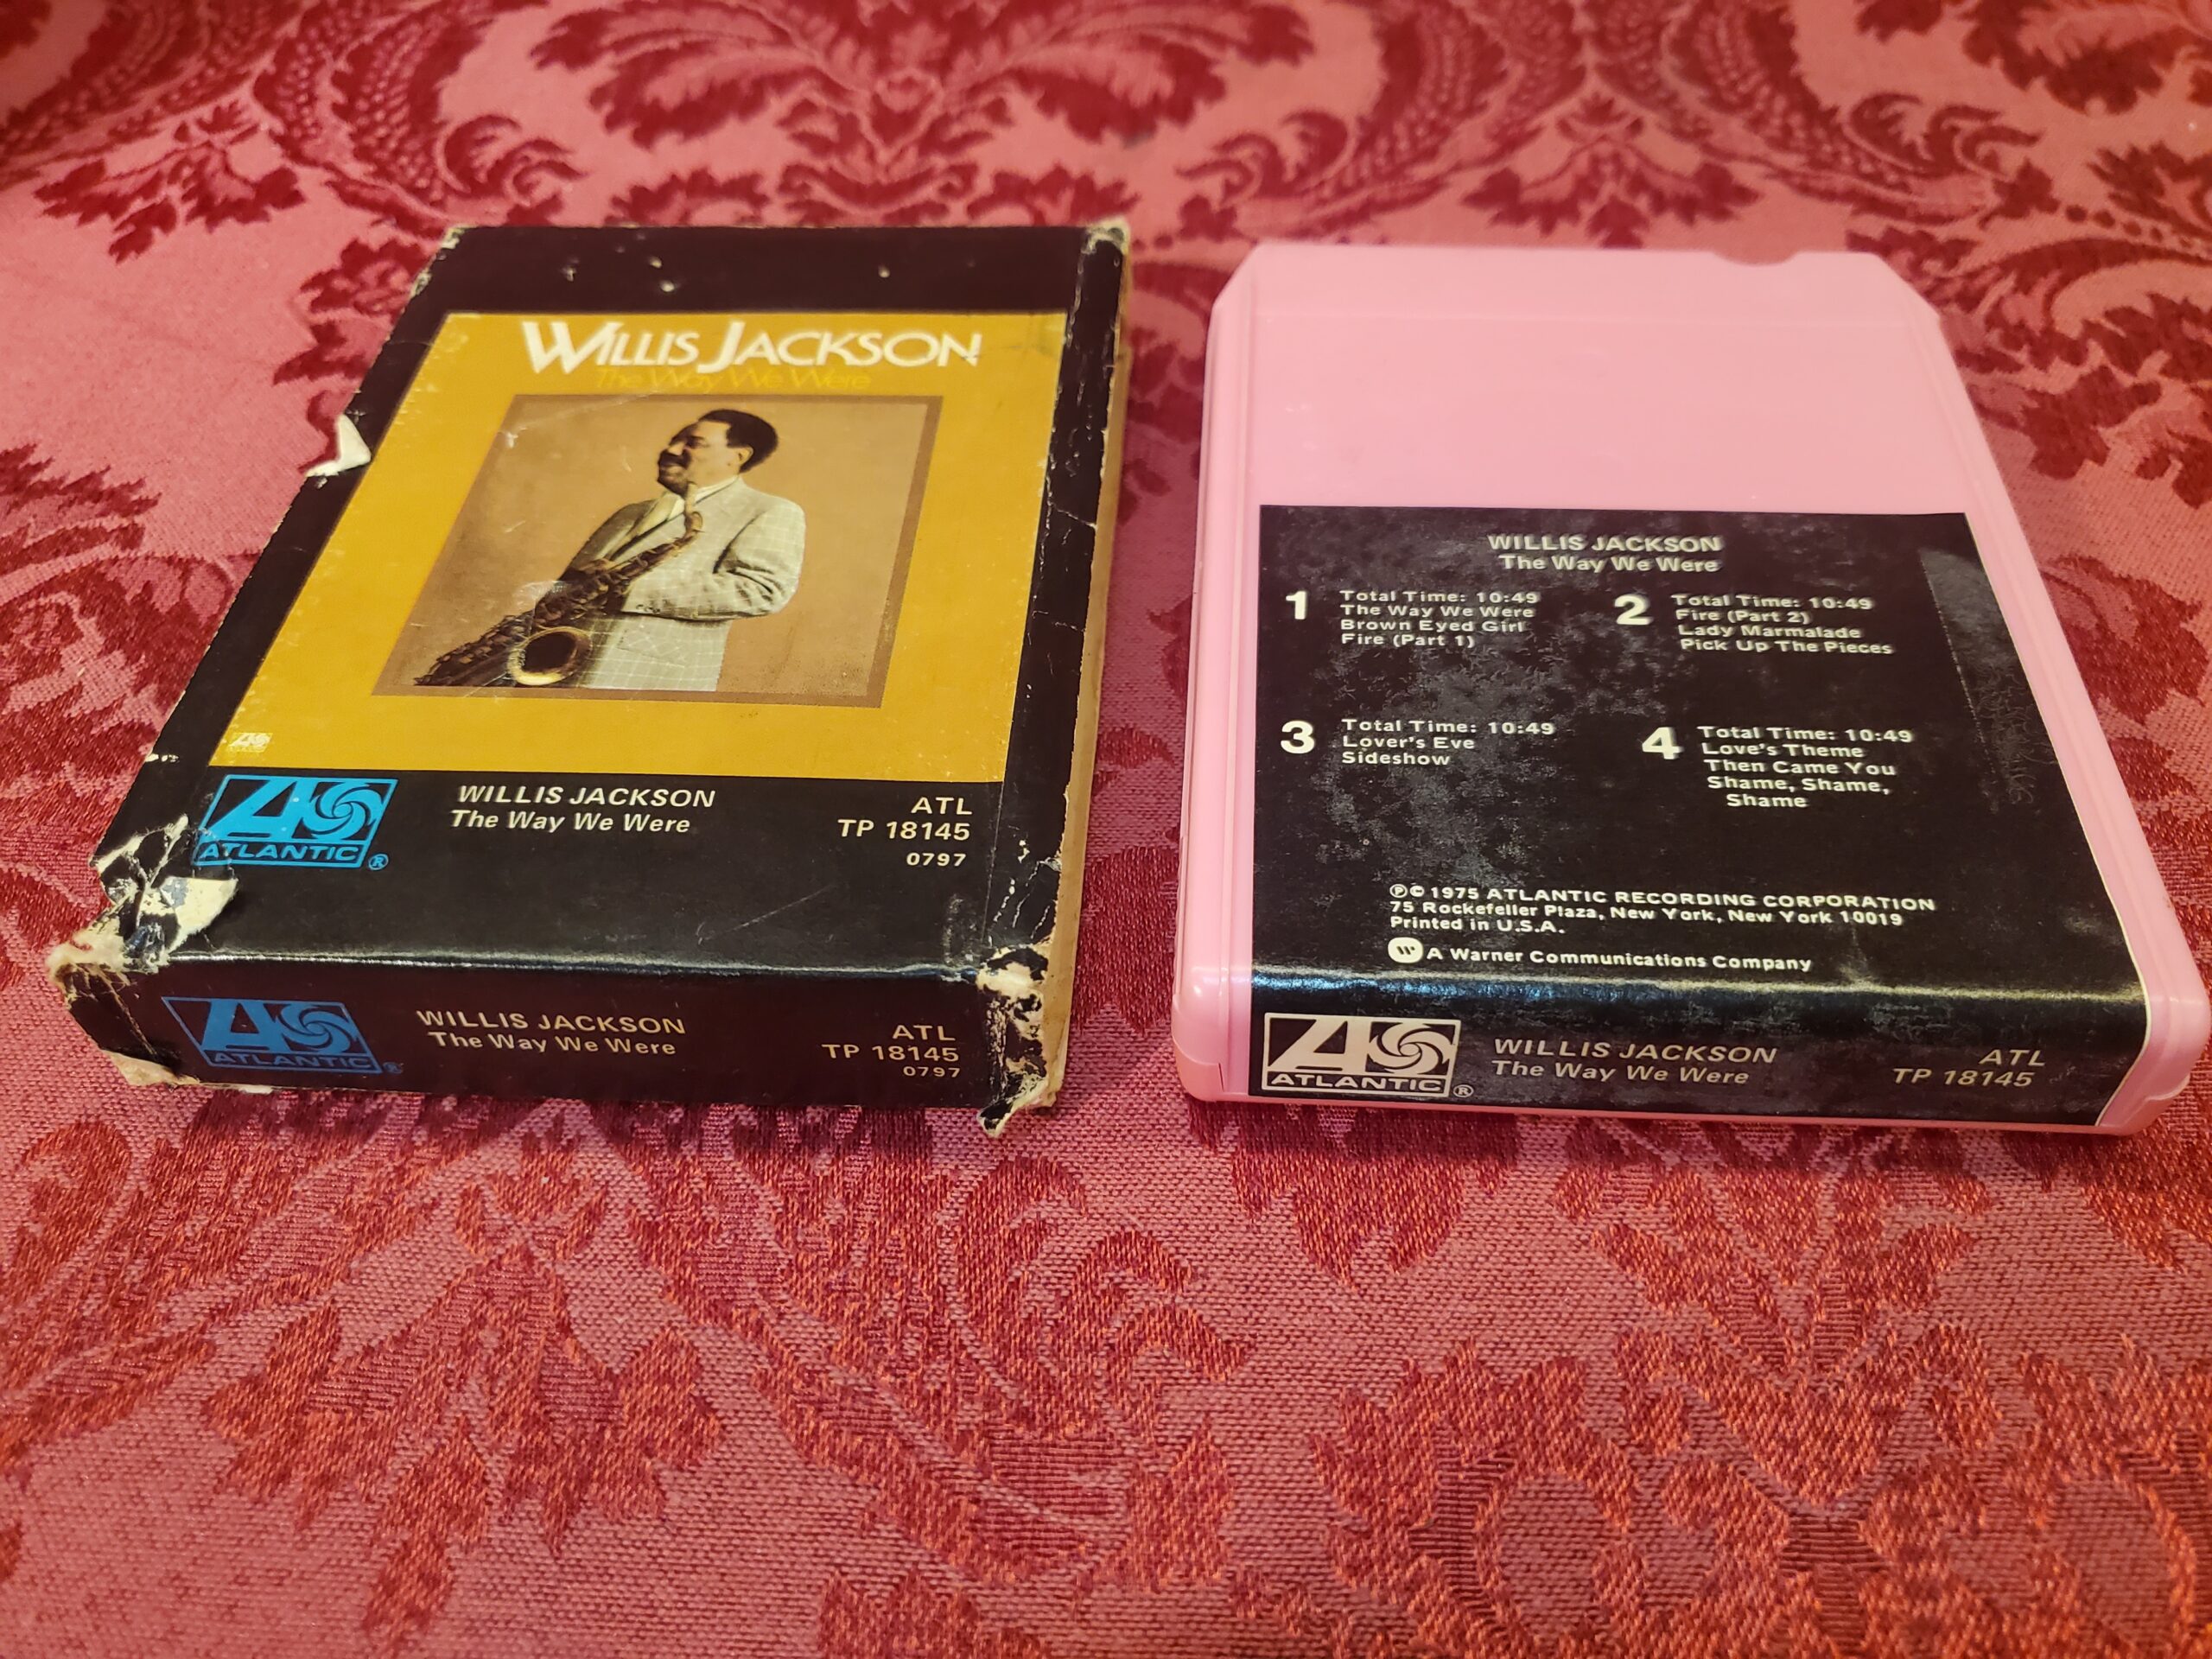 WILLIS JACKSON
The Way We Were
ATLANTIC ®
WILLIS JACKSON
The Way We Were
ATL
TP 18145
0797
ATLANTIC ®
WILLIS JACKSON
The Way We Were
ATL
TP 18145
0797
WILLIS JACKSON
The Way We Were
1
Total Time: 10:49
The Way We Were
Brown Eyed Girl
Fire (Part 1)
2
Total Time: 10:49
Fire (Part 2)
Lady Marmalade
Pick Up The Pieces
3
Total Time: 10:49
Lover's Eve
Sideshow
4
Total Time: 10:49
Love's Theme
Then Came You
Shame, Shame,
Shame
℗© 1975 ATLANTIC RECORDING CORPORATION
75 Rockefeller Plaza, New York, New York 10019
Printed in U.S.A.
A Warner Communications Company
ATLANTIC ®
WILLIS JACKSON
The Way We Were
ATL
TP 18145